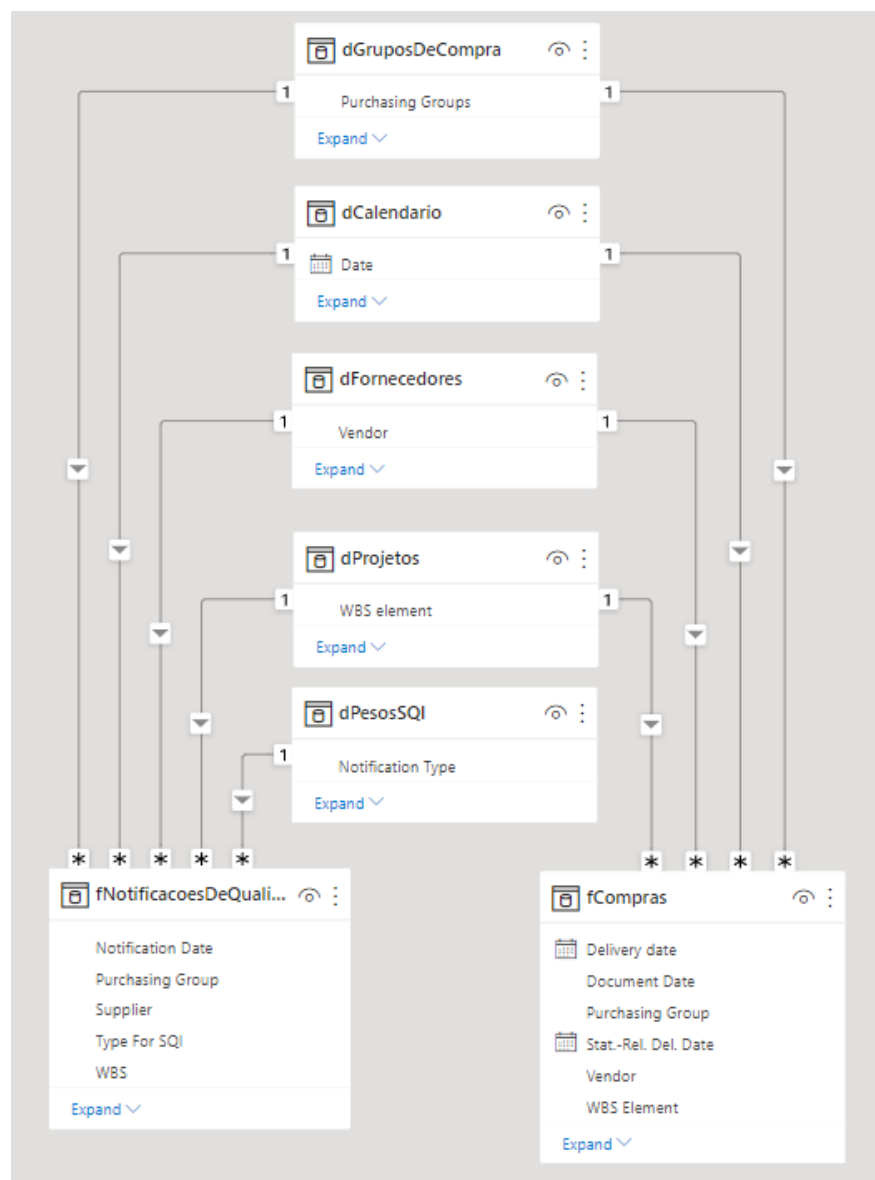 dGruposDeCompra
1
1
Purchasing Groups
Expand
dCalendario
1
1
Date
Expand
dFornecedores
1
1
Vendor
Expand
dProjetos
1
1
WBS element
Expand
dPesosSQI
1
Notification Type
Expand
* * * * *
* * * *
fNotificacoesDeQuali...
Notification Date
Purchasing Group
Supplier
Type For SQI
WBS
Expand
fCompras
Delivery date
Document Date
Purchasing Group
Stat.-Rel. Del. Date
Vendor
WBS Element
Expand